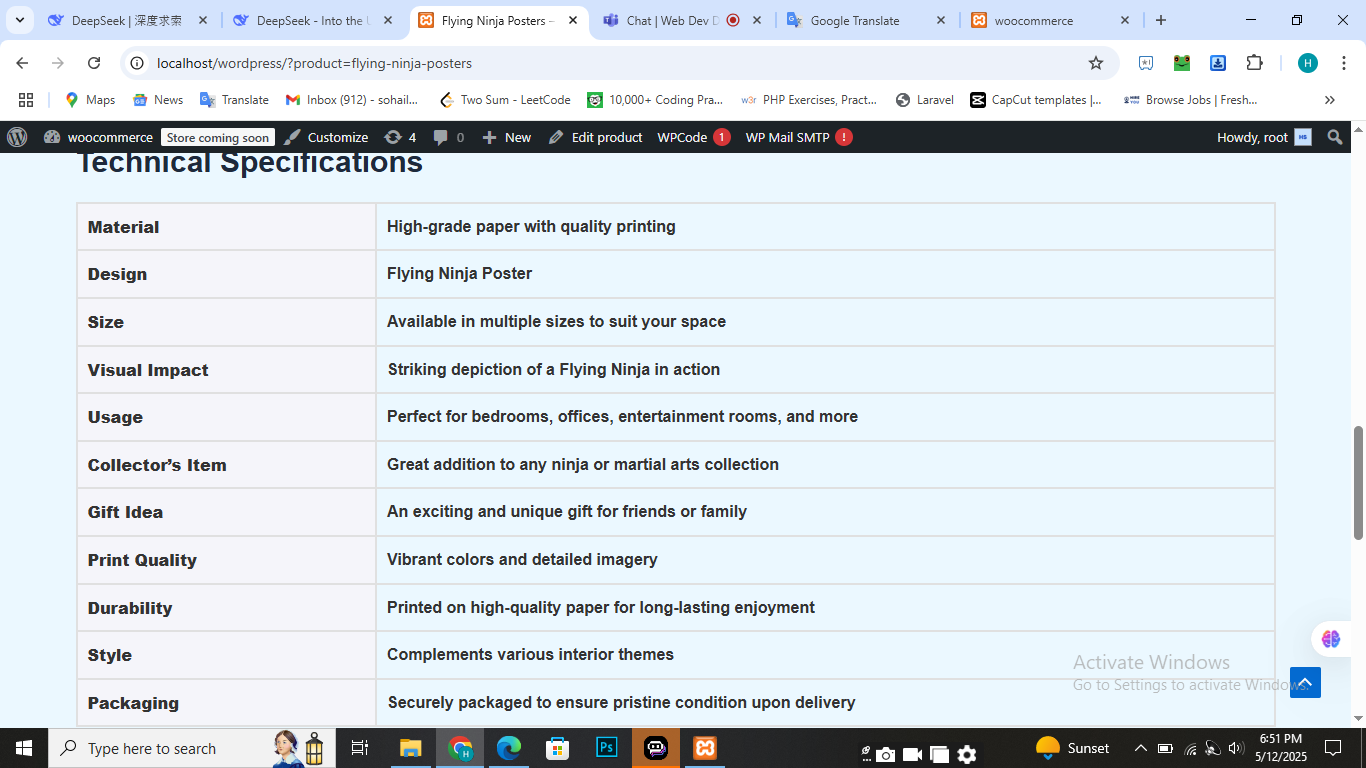 DeepSeek | 深度求索
DeepSeek - Into the U
Flying Ninja Posters –
Chat | Web Dev D
Google Translate
woocommerce
localhost/wordpress/?product=flying-ninja-posters
H
Maps
News
Translate
Inbox (912) - sohail...
Two Sum - LeetCode
10,000+ Coding Pra...
w3r
PHP Exercises, Pract...
Laravel
CapCut templates |...
Browse Jobs | Fresh...
woocommerce
Store coming soon
Customize
4
0
New
Edit product
WPCode 1
WP Mail SMTP !
Howdy, root
HS
Technical Specifications
Material High-grade paper with quality printing
Design Flying Ninja Poster
Size Available in multiple sizes to suit your space
Visual Impact Striking depiction of a Flying Ninja in action
Usage Perfect for bedrooms, offices, entertainment rooms, and more
Collector’s Item Great addition to any ninja or martial arts collection
Gift Idea An exciting and unique gift for friends or family
Print Quality Vibrant colors and detailed imagery
Durability Printed on high-quality paper for long-lasting enjoyment
Style Complements various interior themes
Packaging Securely packaged to ensure pristine condition upon delivery
Activate Windows
Go to Settings to activate Windows.
Type here to search
Ps
Sunset
6:51 PM
5/12/2025